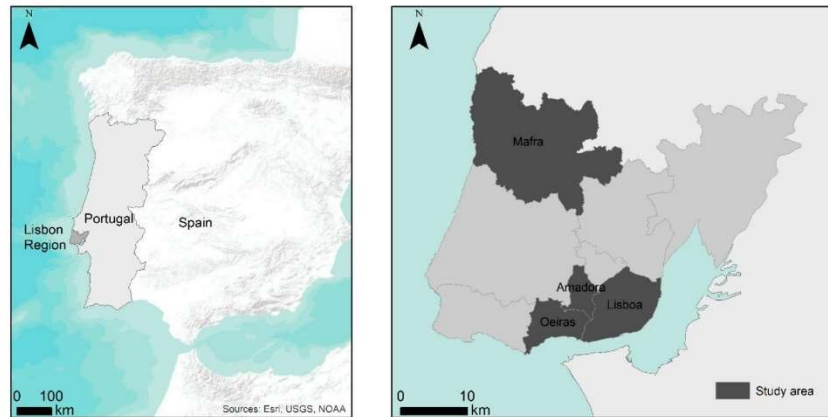 N
Portugal
Spain
Lisbon
Region
0 100
km
Sources: Esri, USGS, NOAA
N
Mafra
Amadora
Lisboa
Oeiras
0 10
km
Study area